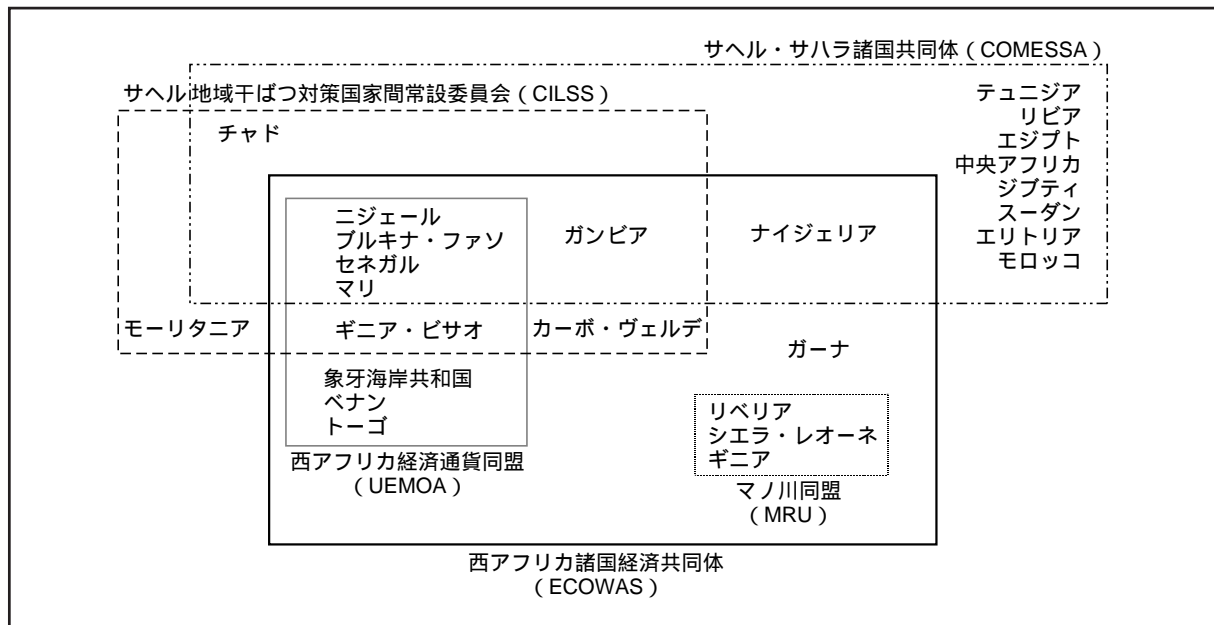 サヘル・サハラ諸国共同体（COMESSA）
サヘル地域干ばつ対策国家間常設委員会（CILSS）
チャド
テュニジア
リビア
エジプト
中央アフリカ
ジブティ
スーダン
エリトリア
モロッコ
ニジェール
ブルキナ・ファソ
セネガル
マリ
ガンビア
ナイジェリア
モーリタニア
ギニア・ビサオ
カーボ・ヴェルデ
ガーナ
象牙海岸共和国
ベナン
トーゴ
西アフリカ経済通貨同盟
（UEMOA）
リベリア
シエラ・レオーネ
ギニア
マノ川同盟
（MRU）
西アフリカ諸国経済共同体
（ECOWAS）